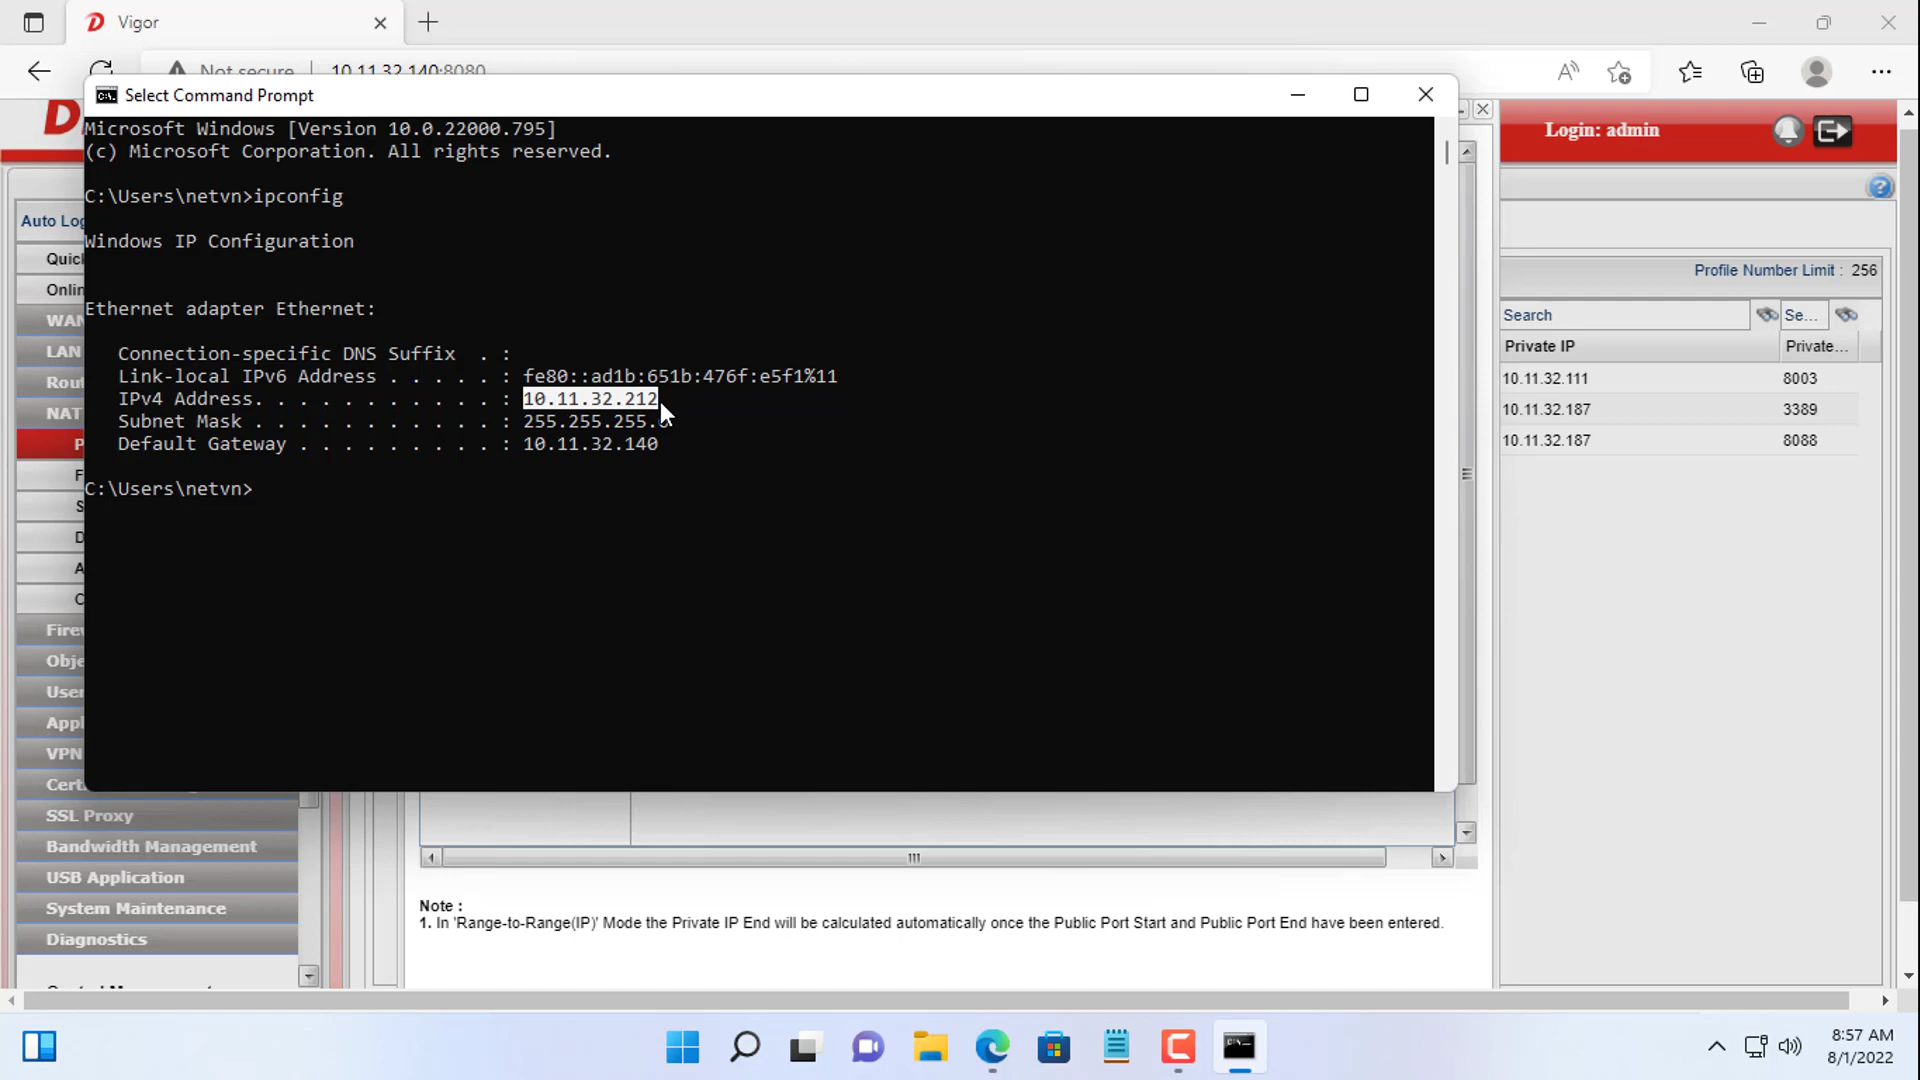 Vigor
Not secure 10.11.32.140:8080
Select Command Prompt
Microsoft Windows [Version 10.0.22000.795]
(c) Microsoft Corporation. All rights reserved.
C:\Users\netvn>ipconfig
Windows IP Configuration
Ethernet adapter Ethernet:
Connection-specific DNS Suffix . :
Link-local IPv6 Address . . . . . : fe80::ad1b:651b:476f:e5f1%11
IPv4 Address. . . . . . . . . . . : 10.11.32.212
Subnet Mask . . . . . . . . . . . : 255.255.255.
Default Gateway . . . . . . . . . : 10.11.32.140
C:\Users\netvn>
D
Login: admin
Auto Log
Quic
Onlin
WAN
LAN
Rout
NAT
P
F
S
D
A
C
Firew
Obje
User
Appl
VPN
Certi
SSL Proxy
Bandwidth Management
USB Application
System Maintenance
Diagnostics
Profile Number Limit : 256
Search Se...
Private IP Private...
10.11.32.111 8003
10.11.32.187 3389
10.11.32.187 8088
Note :
1. In 'Range-to-Range(IP)' Mode the Private IP End will be calculated automatically once the Public Port Start and Public Port End have been entered.
8:57 AM
8/1/2022